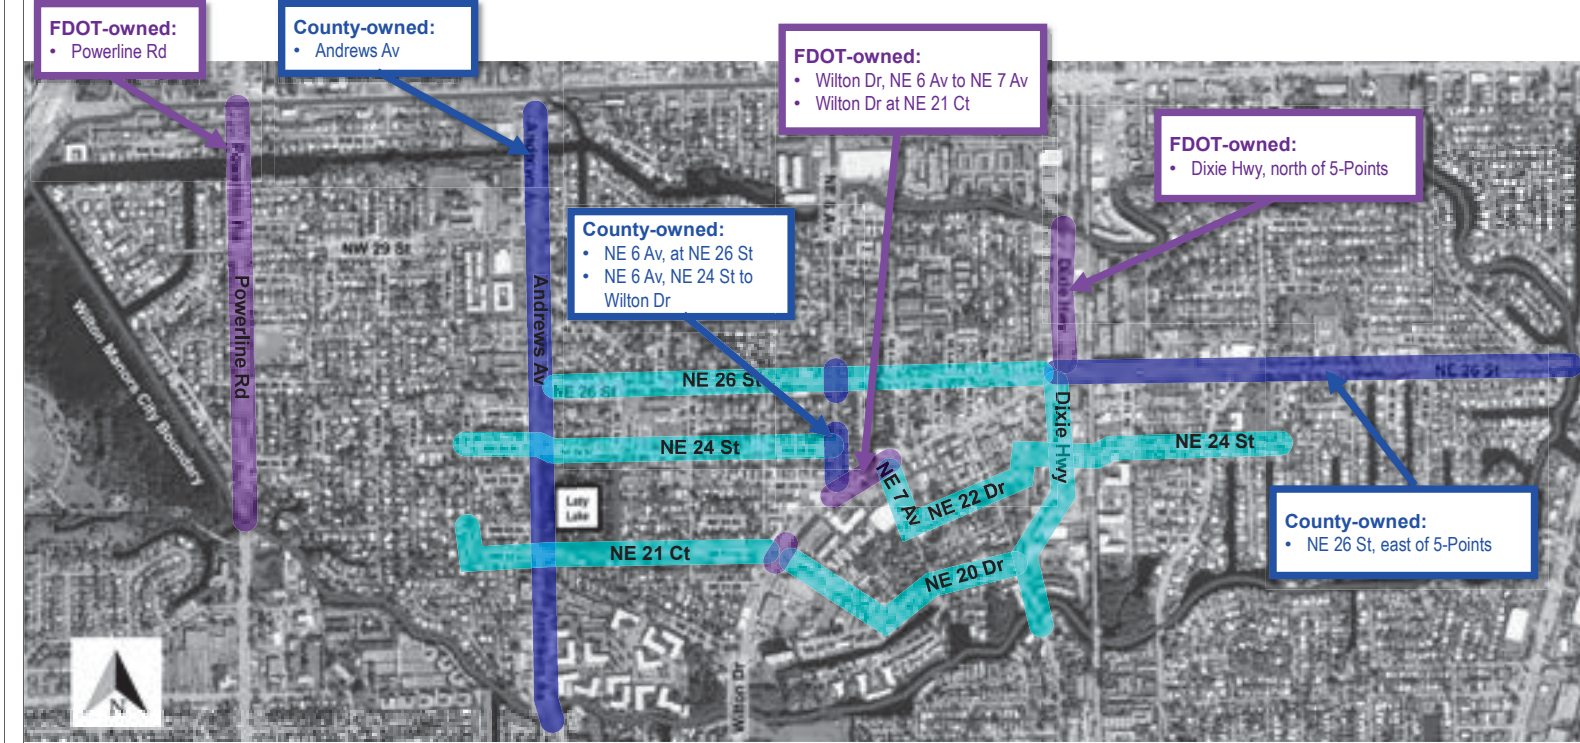 FDOT-owned:
• Powerline Rd
County-owned:
• Andrews Av
FDOT-owned:
• Wilton Dr, NE 6 Av to NE 7 Av
• Wilton Dr at NE 21 Ct
FDOT-owned:
• Dixie Hwy, north of 5-Points
County-owned:
• NE 6 Av, at NE 26 St
• NE 6 Av, NE 24 St to
Wilton Dr
NW 29 St
Powerline Rd
Andrews Av
Wilton Manors City Boundary
NE 26 St
NE 26 St
NE 26 St
Dixie Hwy
NE 24 St
NE 24 St
NE 7 Av
NE 22 Dr
County-owned:
• NE 26 St, east of 5-Points
NE 21 Ct
NE 20 Dr
Wilton Dr
N